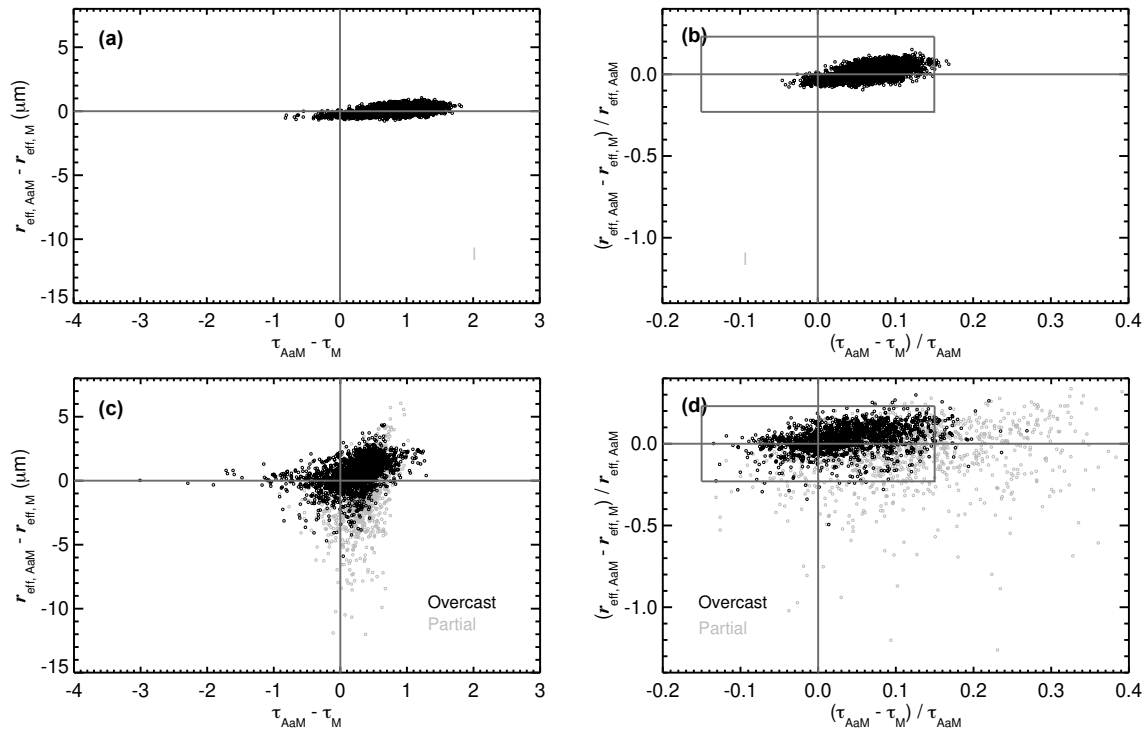 (a)
5
0
-5
-10
-15
r eff, AaM - r eff, M (μm)
-4 -3 -2 -1 0 1 2 3
τ AaM - τ M
l
(b)
0.0
-0.5
-1.0
(r eff, AaM - r eff, M) / r eff, AaM
-0.2 -0.1 0.0 0.1 0.2 0.3 0.4
(τ AaM - τ M) / τ AaM
l
(c)
5
0
-5
-10
-15
r eff, AaM - r eff, M (μm)
Overcast
Partial
-4 -3 -2 -1 0 1 2 3
τ AaM - τ M
(d)
0.0
-0.5
-1.0
(r eff, AaM - r eff, M) / r eff, AaM
Overcast
Partial
-0.2 -0.1 0.0 0.1 0.2 0.3 0.4
(τ AaM - τ M) / τ AaM